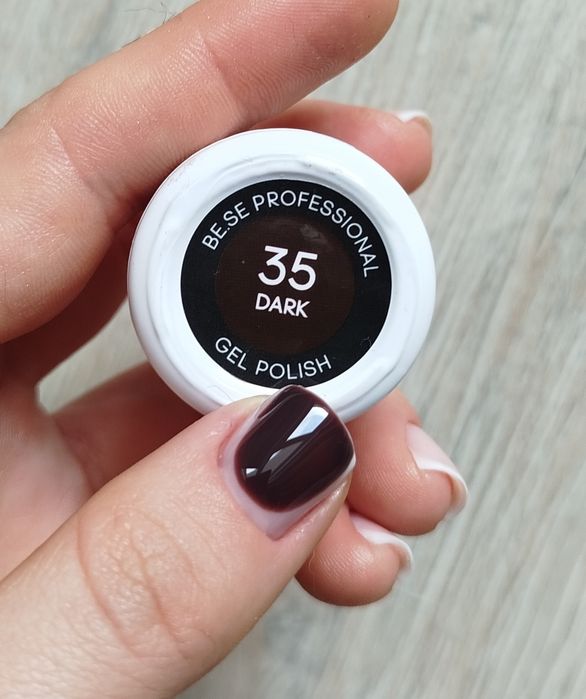 BE.SE PROFESSIONAL
35
DARK
GEL POLISH